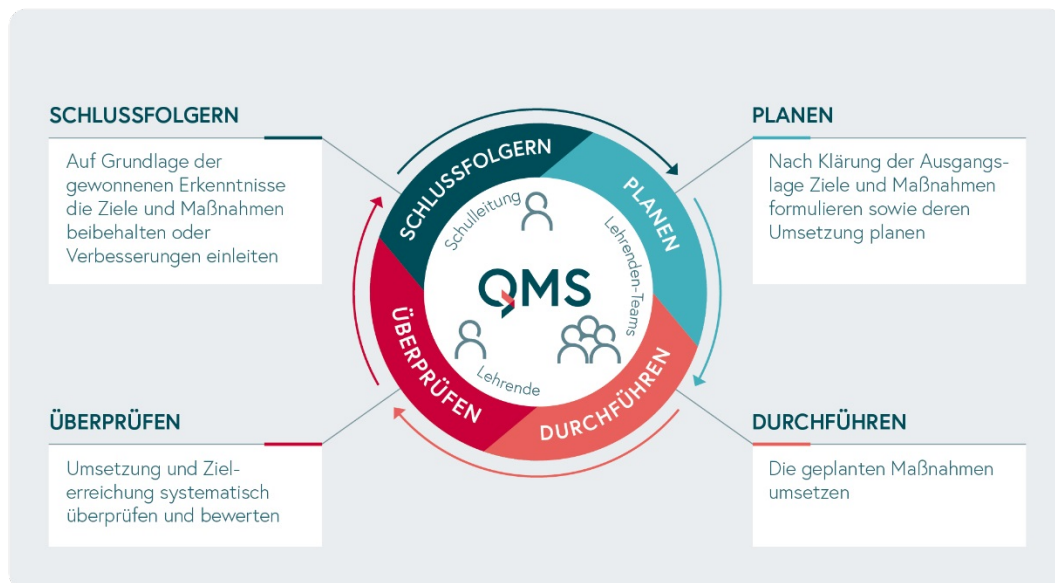 SCHLUSSFOLGERN
Auf Grundlage der
gewonnenen Erkenntnisse
die Ziele und Maßnahmen
beibehalten oder
Verbesserungen einleiten
PLANEN
Nach Klärung der Ausgangs-
lage Ziele und Maßnahmen
formulieren sowie deren
Umsetzung planen
SCHLUSSFOLGERN
PLANEN
DURCHFÜHREN
ÜBERPRÜFEN
Schulleitung
Lehrenden-Teams
Lehrende
QMS
ÜBERPRÜFEN
Umsetzung und Ziel-
erreichung systematisch
überprüfen und bewerten
DURCHFÜHREN
Die geplanten Maßnahmen
umsetzen